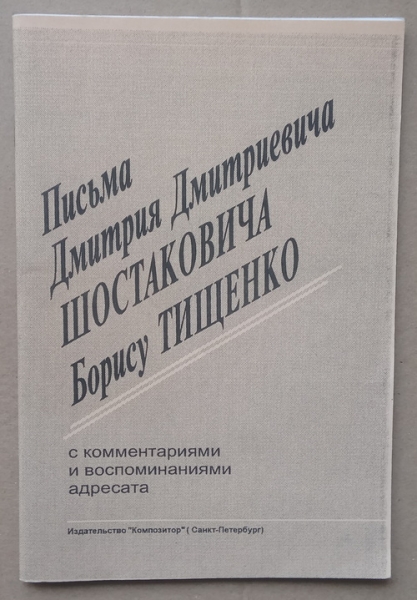 Письма
Дмитрия Дмитриевича
ШОСТАКОВИЧА
Борису ТИЩЕНКО
с комментариями
и воспоминаниями
адресата
Издательство "Композитор" ( Санкт-Петербург)